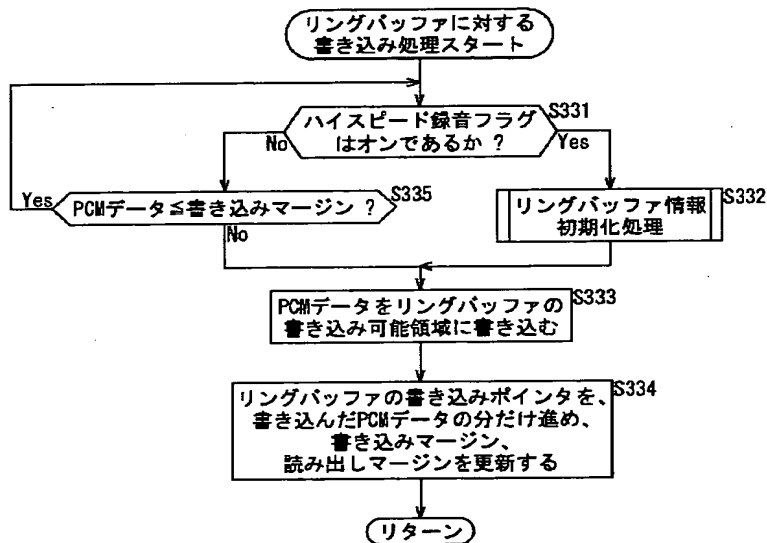 リングバッファに対する
書き込み処理スタート
S331
ハイスピード録音フラグ
はオンであるか ?
No
Yes
Yes
PCMデータ≦書き込みマージン ?
S335
No
リングバッファ情報
初期化処理
S332
PCMデータをリングバッファの
書き込み可能領域に書き込む
S333
リングバッファの書き込みポインタを、
書き込んだPCMデータの分だけ進め、
書き込みマージン、
読み出しマージンを更新する
S334
リターン